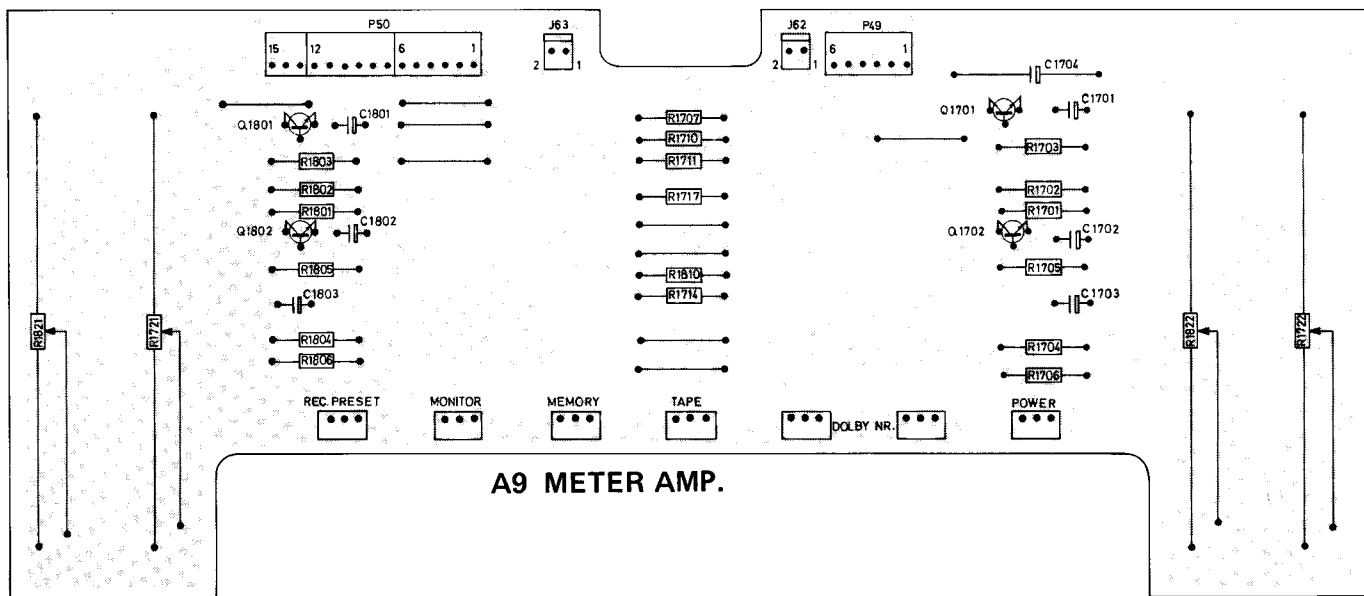 P50
J63
J62
P49
15 12 6 1
2 1
2 1
6 1
C1704
Q1801
C1801
R1707
Q1701
C1701
R1710
R1803
R1711
R1703
R1802
R1717
R1702
R1801
R1701
Q1802
C1802
Q1702
C1702
R1805
R1810
R1705
C1803
R1714
C1703
R1821
R1721
R1822
R1722
R1804
R1704
R1806
R1706
REC. PRESET
MONITOR
MEMORY
TAPE
DOLBY NR.
POWER
A9 METER AMP.